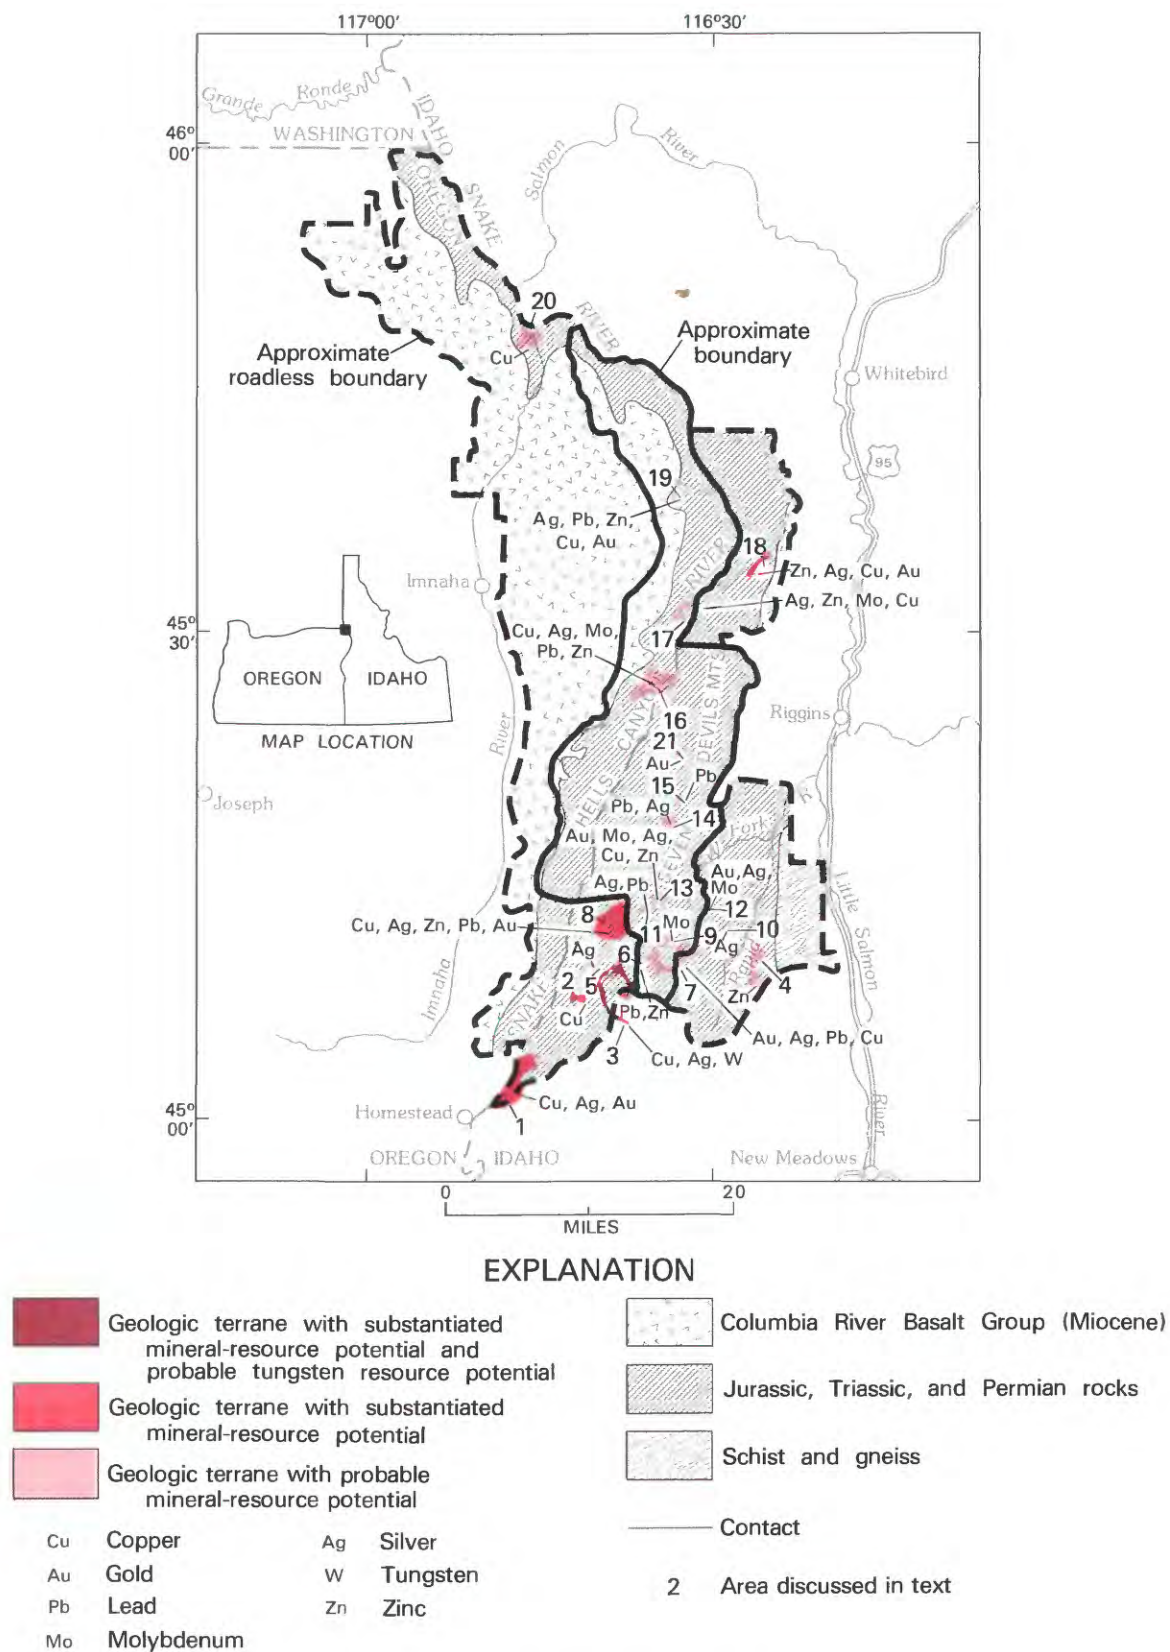 117°00'
116°30'
Grande Ronde
IDAHO
WASHINGTON
46°
00'
OREGON
SNAKE
Salmon
River
20
RIVER
Cu
Approximate
roadless boundary
Approximate
boundary
Whitebird
95
19
Ag, Pb, Zn,
Cu, Au
18
Zn, Ag, Cu, Au
RIVER
Imnaha
Ag, Zn, Mo, Cu
45°
30'
17
Cu, Ag, Mo,
Pb, Zn
OREGON
IDAHO
MAP LOCATION
CANYON
DEVILS MTS
16
Riggins
21
Au
River
15
Pb
Joseph
HELLS
Pb, Ag
14
Au, Mo, Ag,
Cu, Zn
SEVEN
W Fork
Ag, Pb
13
Au, Ag,
Mo
12
Little Salmon
8
Cu, Ag, Zn, Pb, Au
11
Mo
9
10
Ag
Rapid
Ag
6
2
5
7
Zn
4
Imnaha
SNAKE
Cu
Pb, Zn
Au, Ag, Pb, Cu
3
Cu, Ag, W
45°
00'
Homestead
Cu, Ag, Au
1
River
OREGON
IDAHO
New Meadows
0
20
MILES
EXPLANATION
Geologic terrane with substantiated
mineral-resource potential and
probable tungsten resource potential
Geologic terrane with substantiated
mineral-resource potential
Geologic terrane with probable
mineral-resource potential
Cu Copper
Au Gold
Pb Lead
Mo Molybdenum
Ag Silver
W Tungsten
Zn Zinc
Columbia River Basalt Group (Miocene)
Jurassic, Triassic, and Permian rocks
Schist and gneiss
Contact
2 Area discussed in text